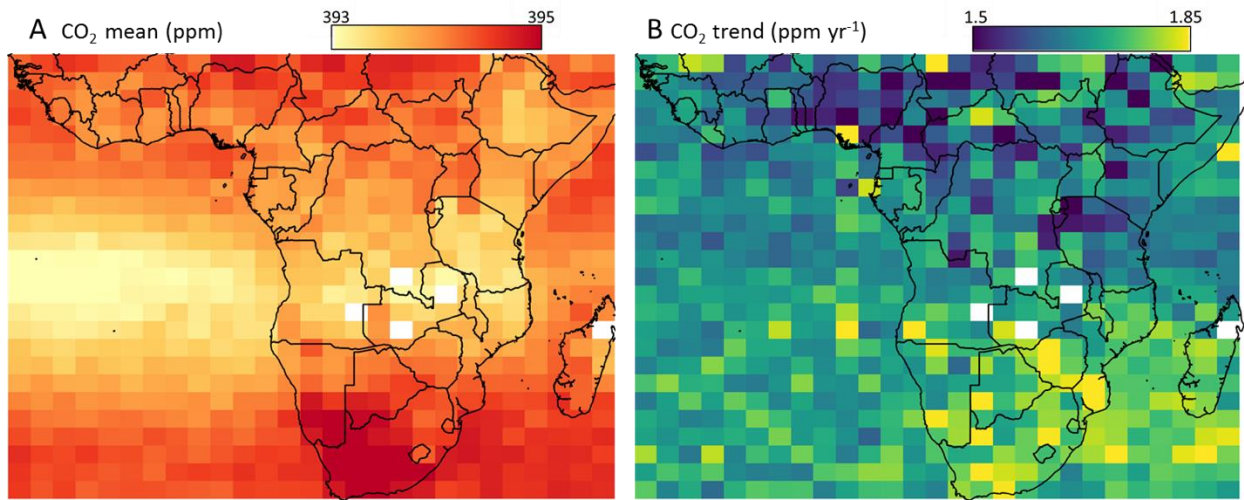 A CO₂ mean (ppm) 393 395
B CO₂ trend (ppm yr⁻¹) 1.5 1.85